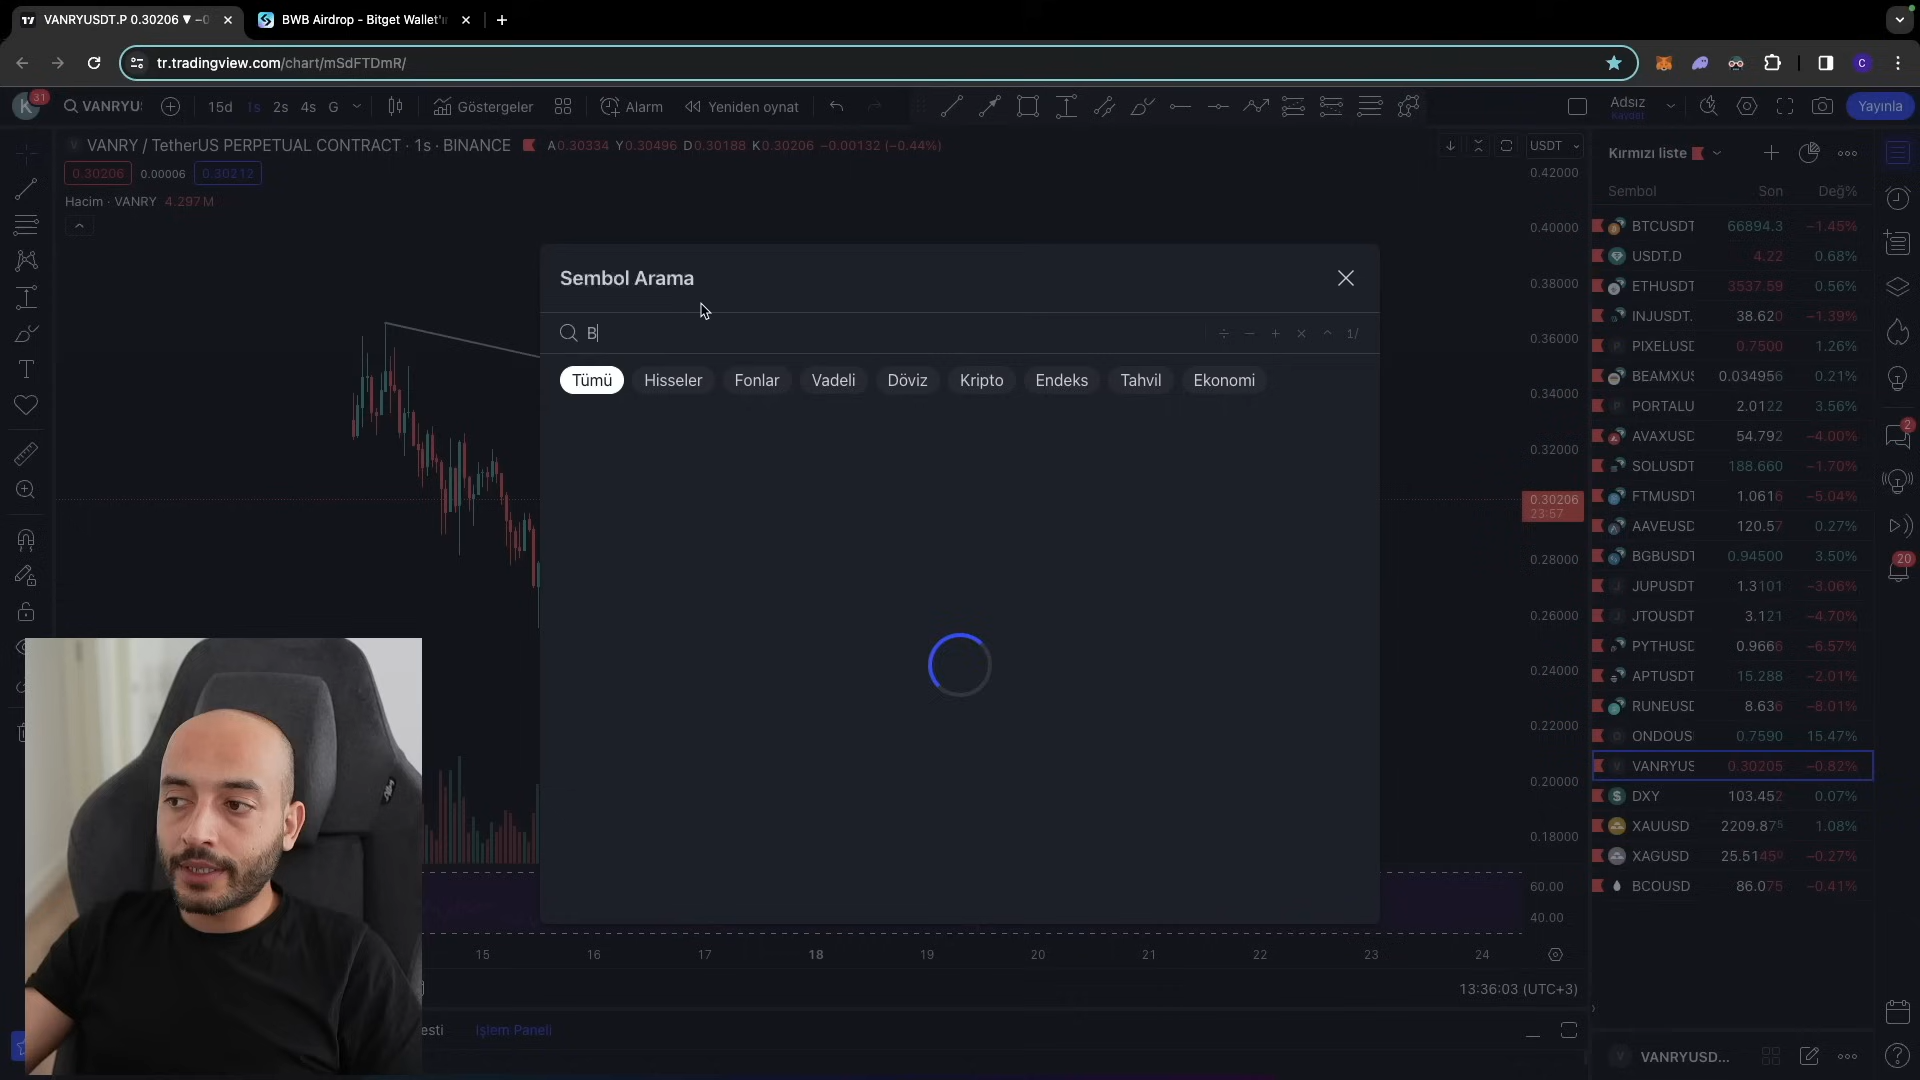 VANRYUSDT.P 0.30206 ▼ −0
BWB Airdrop - Bitget Wallet'ı
tr.tradingview.com/chart/mSdFTDmR/
K 31
VANRYU:
15d 1s 2s 4s G
Göstergeler
Alarm
Yeniden oynat
Adsız
Kaydet
Yayınla
VANRY / TetherUS PERPETUAL CONTRACT · 1s · BINANCE A0.30334 Y0.30496 D0.30188 K0.30206 −0.00132 (−0.44%)
0.30206 0.00006 0.30212
Hacim · VANRY 4.297 M
USDT
0.42000
0.40000
0.38000
0.36000
0.34000
0.32000
0.30206
23:57
0.28000
0.26000
0.24000
0.22000
0.20000
0.18000
60.00
40.00
Sembol Arama
B
÷ − + × ^ 1/
Tümü Hisseler Fonlar Vadeli Döviz Kripto Endeks Tahvil Ekonomi
Kırmızı liste
Sembol Son Değ%
BTCUSDT 66894.3 −1.45%
USDT.D 4.22 0.68%
ETHUSDT 3537.59 0.56%
INJUSDT. 38.620 −1.39%
PIXELUSD 0.7500 1.26%
BEAMXUS 0.034956 0.21%
PORTALU 2.0122 3.56%
AVAXUSD 54.792 −4.00%
SOLUSDT 188.660 −1.70%
FTMUSDT 1.0616 −5.04%
AAVEUSD 120.57 0.27%
BGBUSDT 0.94500 3.50%
JUPUSDT 1.3101 −3.06%
JTOUSDT 3.121 −4.70%
PYTHUSD 0.9666 −6.57%
APTUSDT 15.288 −2.01%
RUNEUSD 8.636 −8.01%
ONDOUS 0.7590 15.47%
VANRYUS 0.30205 −0.82%
DXY 103.452 0.07%
XAUUSD 2209.875 1.08%
XAGUSD 25.5145⁰ −0.27%
BCOUSD 86.075 −0.41%
2
20
15 16 17 18 19 20 21 22 23 24
13:36:03 (UTC+3)
esti İşlem Paneli
VANRYUSD...